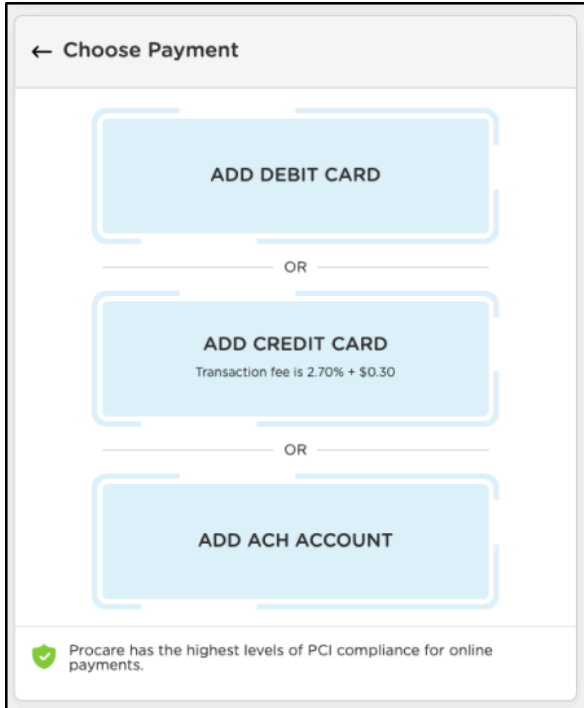 ← Choose Payment
ADD DEBIT CARD
OR
ADD CREDIT CARD
Transaction fee is 2.70% + $0.30
OR
ADD ACH ACCOUNT
Procare has the highest levels of PCI compliance for online
payments.